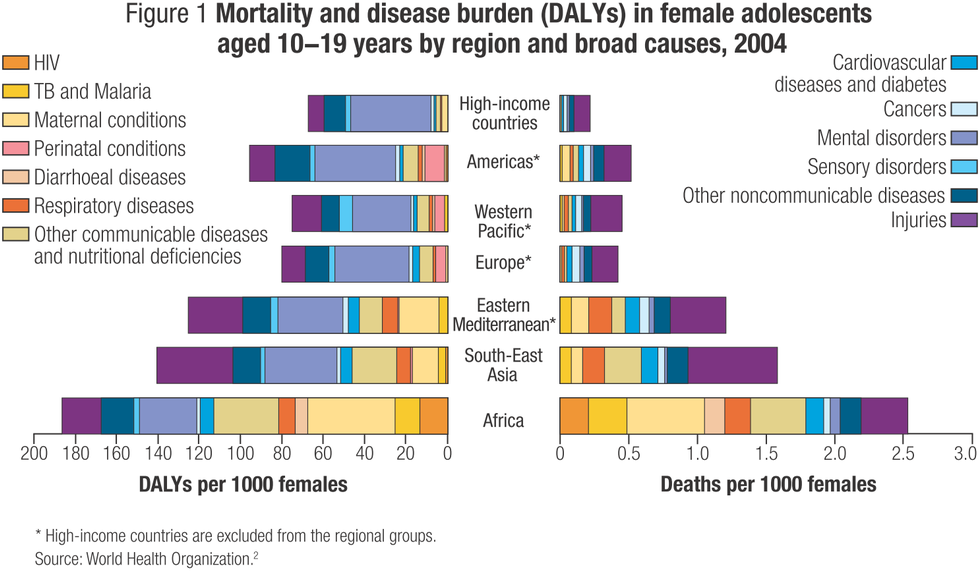 Figure 1 Mortality and disease burden (DALYs) in female adolescents
aged 10–19 years by region and broad causes, 2004
HIV
TB and Malaria
Maternal conditions
Perinatal conditions
Diarrhoeal diseases
Respiratory diseases
Other communicable diseases
and nutritional deficiencies
Cardiovascular
diseases and diabetes
Cancers
Mental disorders
Sensory disorders
Other noncommunicable diseases
Injuries
High-income
countries
Americas*
Western
Pacific*
Europe*
Eastern
Mediterranean*
South-East
Asia
Africa
200 180 160 140 120 100 80 60 40 20 0
0 0.5 1.0 1.5 2.0 2.5 3.0
DALYs per 1000 females
Deaths per 1000 females
* High-income countries are excluded from the regional groups.
Source: World Health Organization.²